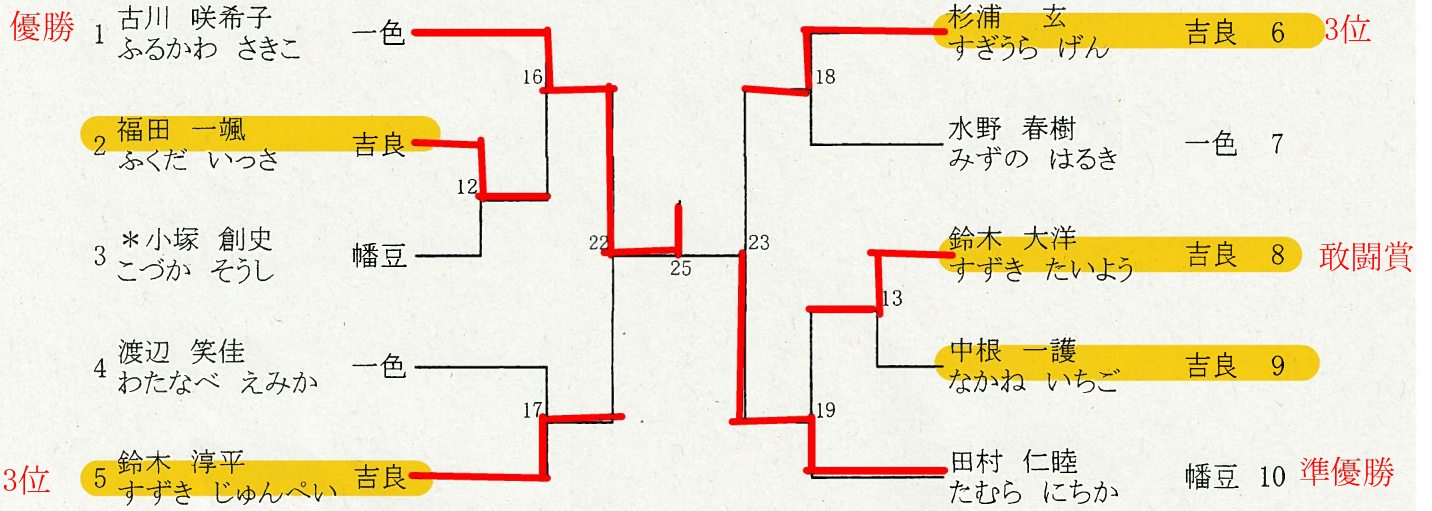 優勝 1 古川 咲希子 一色
ふるかわ さきこ
16
2 福田 一颯 吉良
ふくだ いっさ
12
3 *小塚 創史 幡豆
こづか そうし
4 渡辺 笑佳 一色
わたなべ えみか
17
3位 5 鈴木 淳平 吉良
すずき じゅんぺい
22
25
23
杉浦 玄 吉良 6 3位
すぎうら げん
18
水野 春樹 一色 7
みずの はるき
鈴木 大洋 吉良 8 敢闘賞
すずき たいよう
13
中根 一護 吉良 9
なかね いちご
19
田村 仁睦 幡豆 10 準優勝
たむら にちか